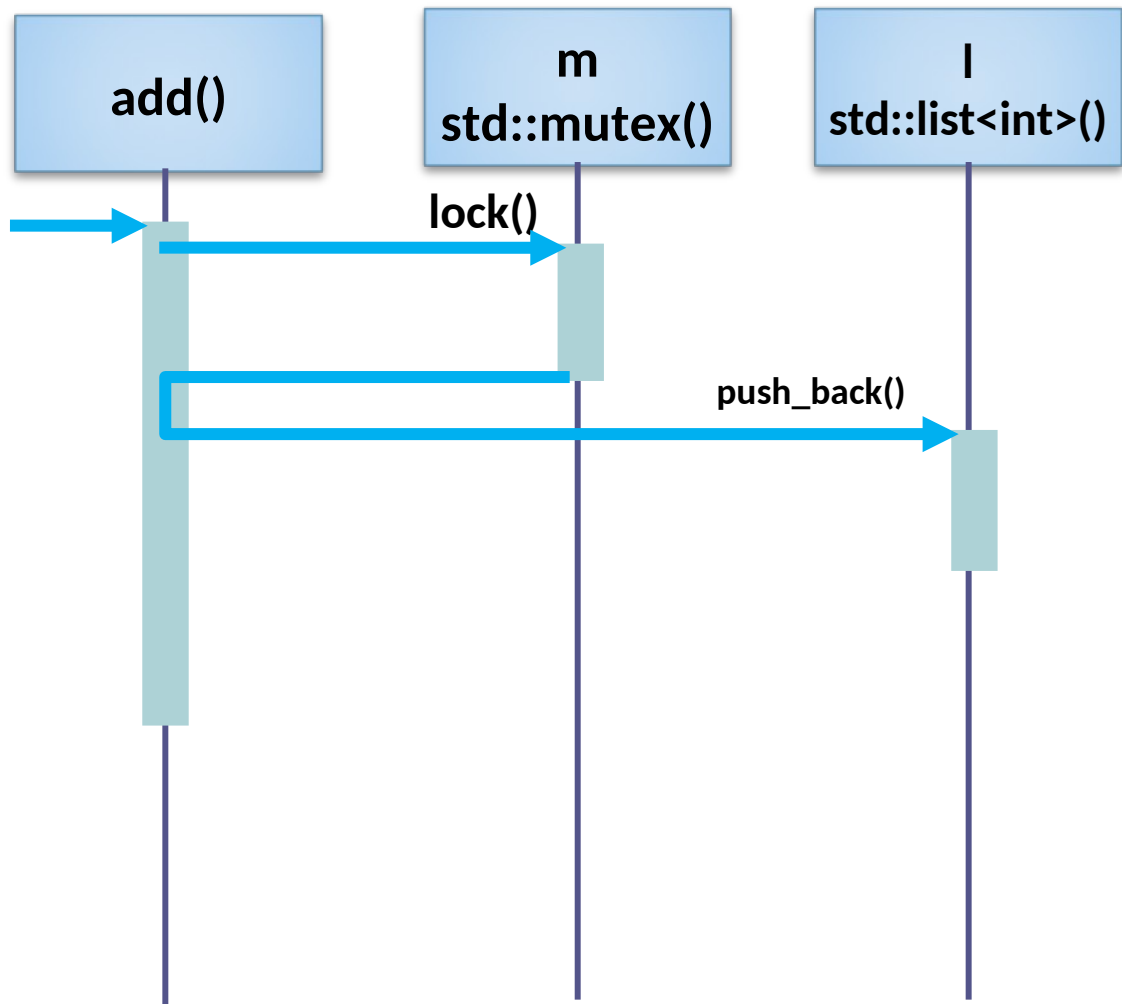 add()
m
std::mutex()
l
std::list<int>()
lock()
push_back()